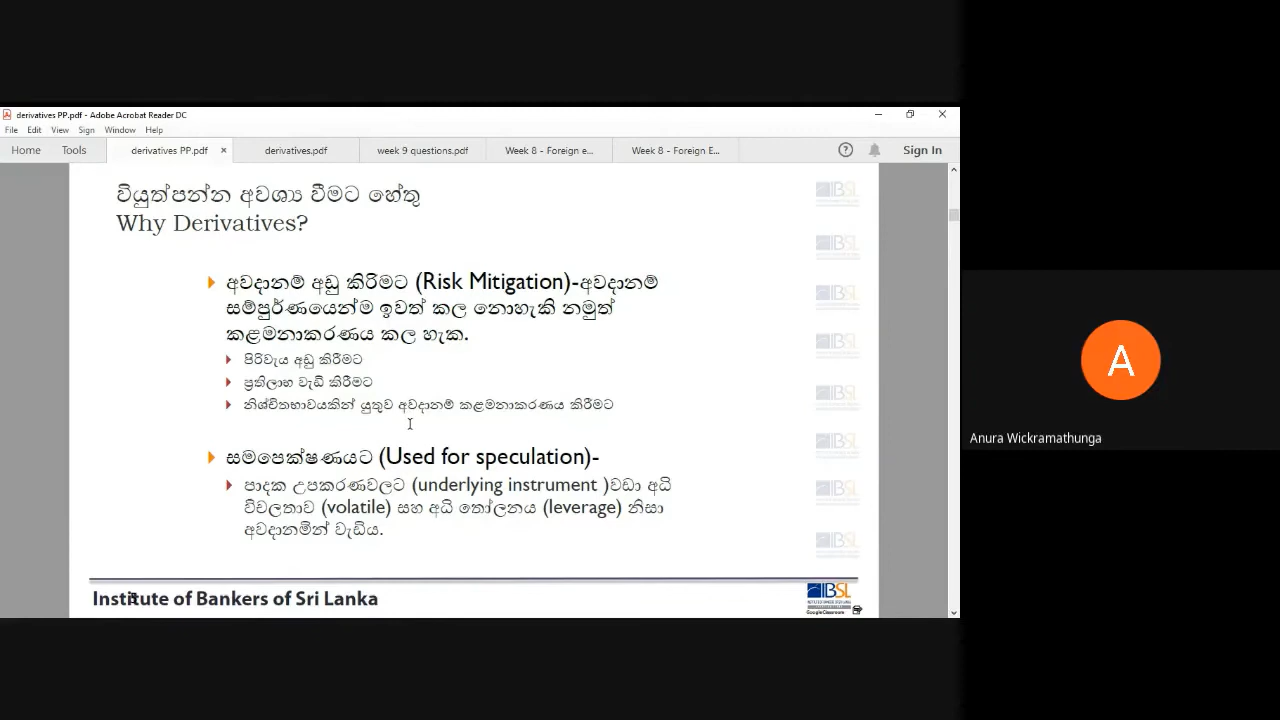 derivatives PP.pdf - Adobe Acrobat Reader DC
File Edit View Sign Window Help
Home Tools derivatives PP.pdf × derivatives.pdf week 9 questions.pdf Week 8 - Foreign e... Week 8 - Foreign E... Sign In
වියුත්පන්න අවශ්‍ය වීමට හේතු
Why Derivatives?
අවදානම් අඩු කිරිමට (Risk Mitigation)-අවදානම්
සම්පුර්ණයෙන්ම ඉවත් කල නොහැකි නමුත්
කළමනාකරණය කල හැක.
පිරිවැය අඩු කිරීමට
ප්‍රතිලාභ වැඩි කිරීමට
නිශ්චිතභාවයකින් යුතුව අවදානම් කළමනාකරණය කිරීමට
සමපෙක්ෂණයට (Used for speculation)-
පාදක උපකරණවලට (underlying instrument )වඩා අධි
විචලතාව (volatile) සහ අධි තෝලනය (leverage) නිසා
අවදානමින් වැඩිය.
Institute of Bankers of Sri Lanka
IBSL
Google Classroom
A
Anura Wickramathunga